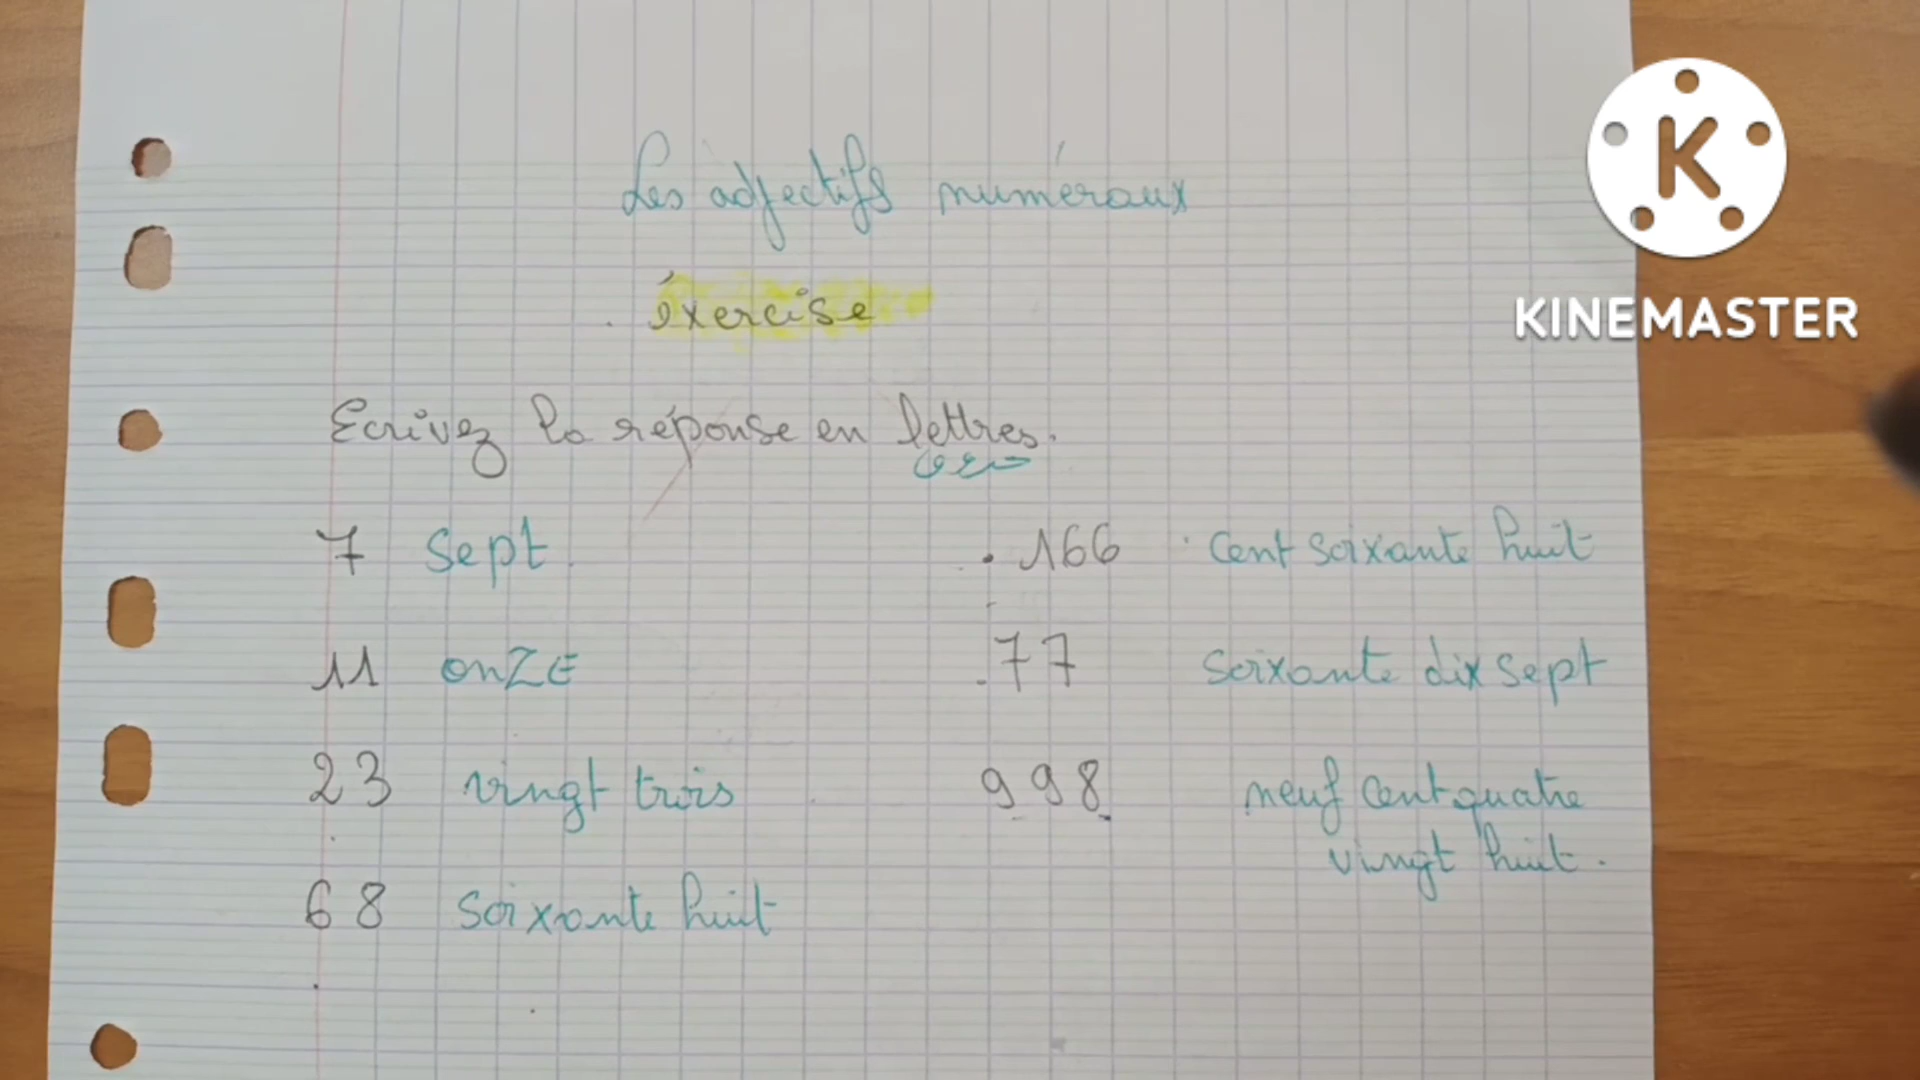 Les adjectifs numéraux
K
KINEMASTER
éxercise
Ecrivez la réponse en lettres.
7 Sept.
11 onZE
23 vingt trois
68 soixante huit
. 166 . cent soixante huit
.77 soixante dix sept
998 neuf cent quatre
vingt huit.